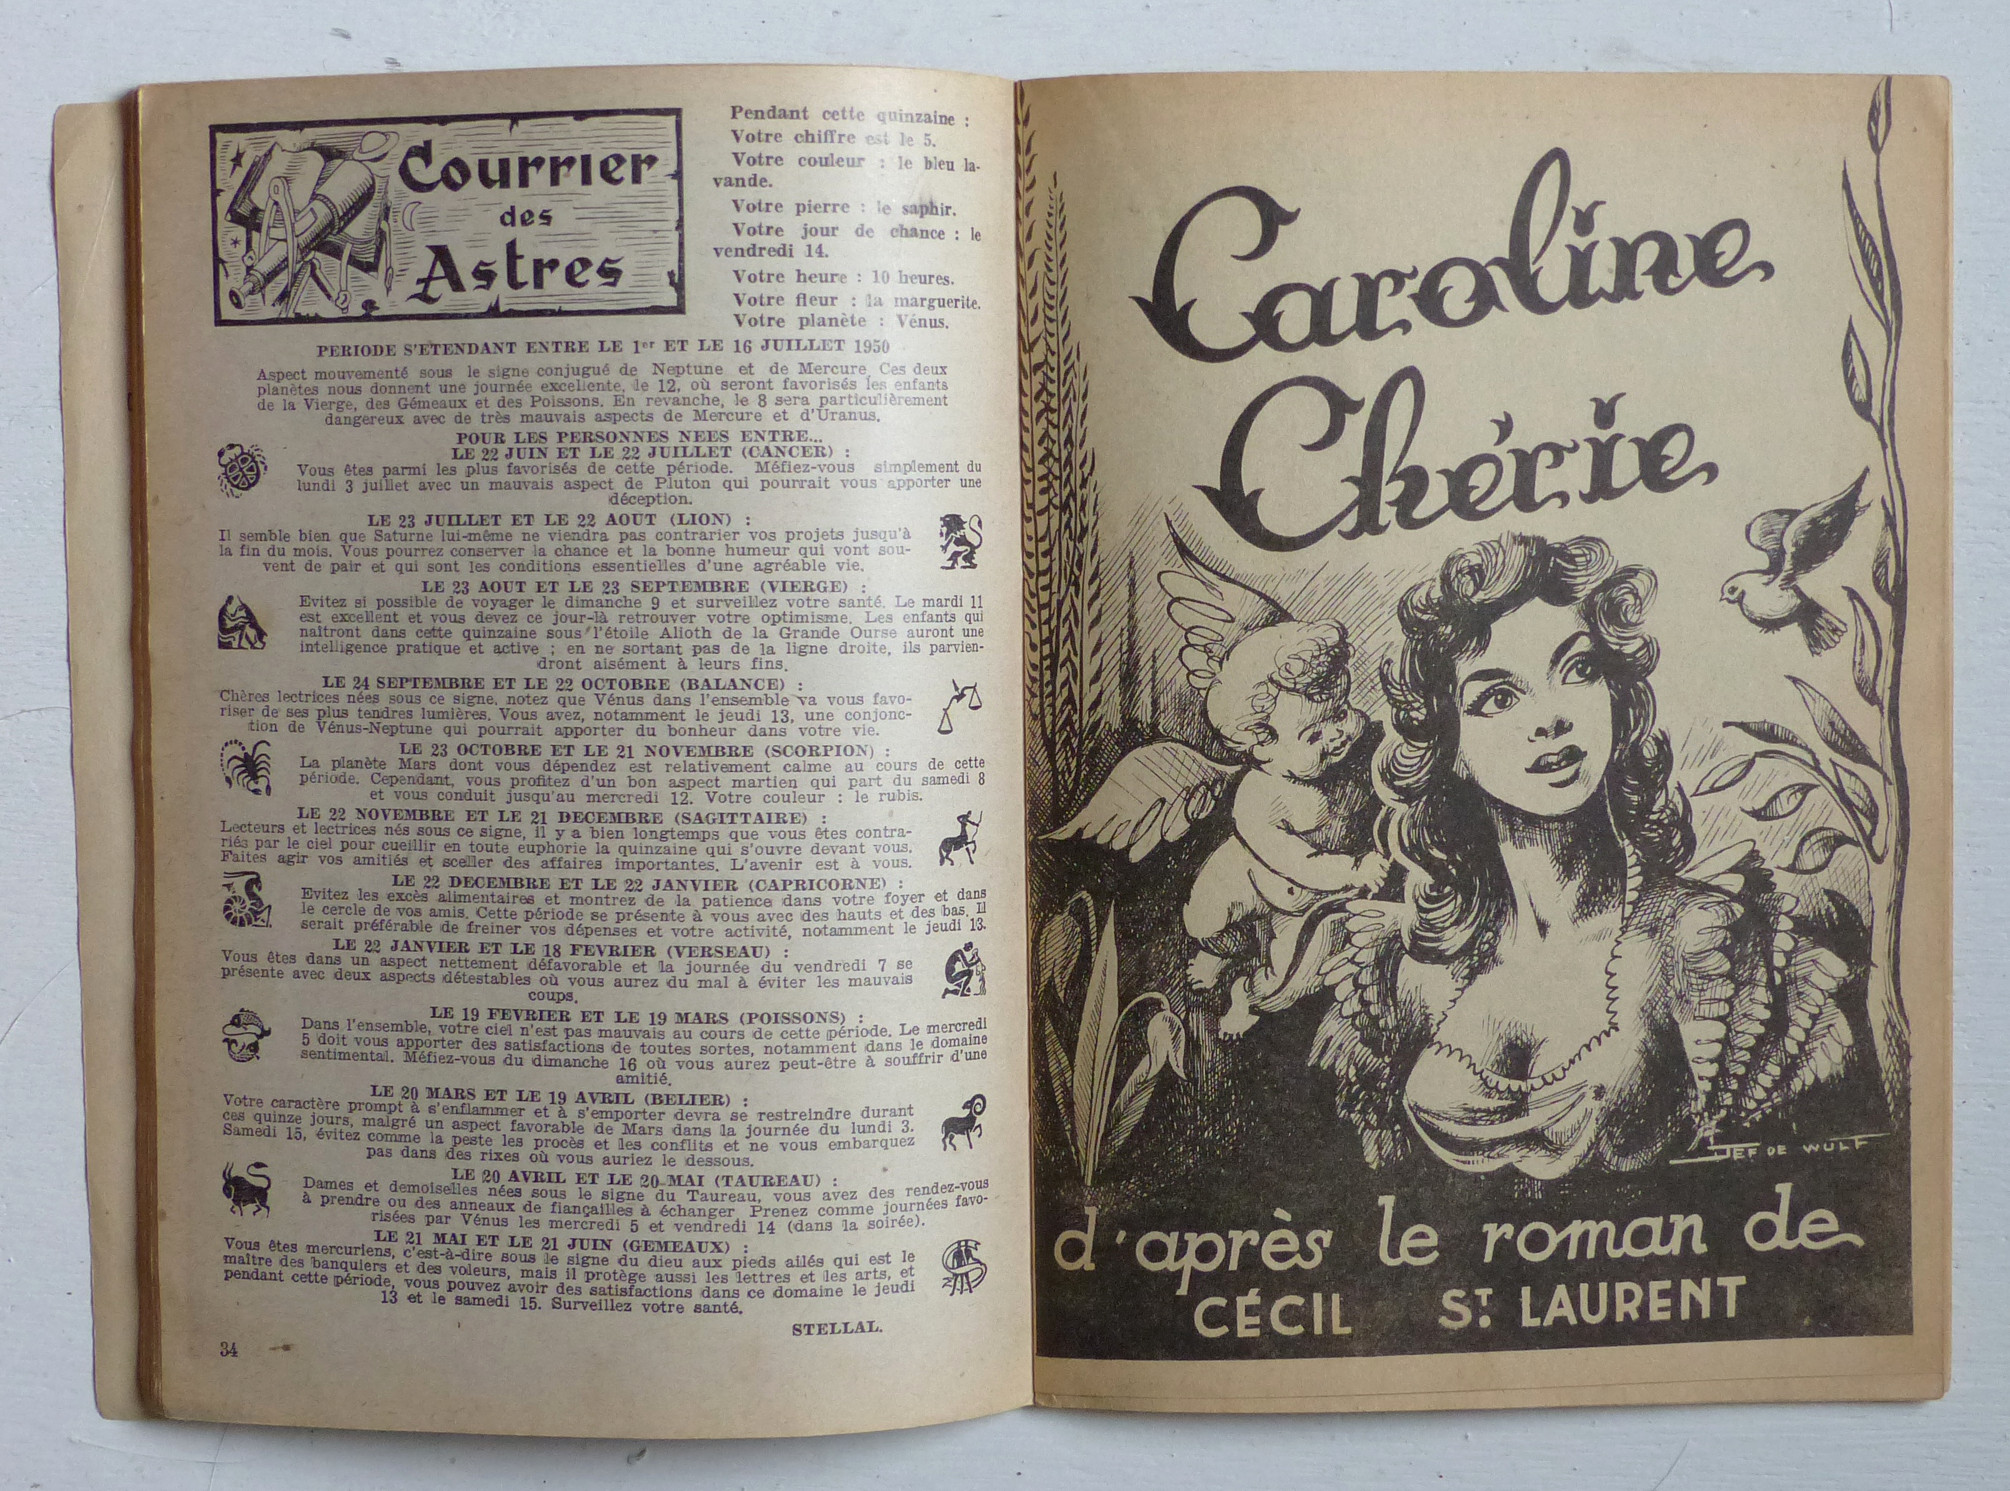 Courrier
des
Astres
Pendant cette quinzaine :
Votre chiffre est le 5.
Votre couleur : le bleu la-
vande.
Votre pierre : le saphir.
Votre jour de chance : le
vendredi 14.
Votre heure : 10 heures.
Votre fleur : la marguerite.
Votre planète : Vénus.
PERIODE S'ETENDANT ENTRE LE 1er ET LE 16 JUILLET 1950
Aspect mouvementé sous le signe conjugué de Neptune et de Mercure. Ces deux
planètes nous donnent une journée excellente, le 12, où seront favorisés les enfants
de la Vierge, des Gémeaux et des Poissons. En revanche, le 8 sera particulièrement
dangereux avec de très mauvais aspects de Mercure et d'Uranus.
POUR LES PERSONNES NEES ENTRE...
LE 22 JUIN ET LE 22 JUILLET (CANCER) :
Vous êtes parmi les plus favorisés de cette période. Méfiez-vous simplement du
lundi 3 juillet avec un mauvais aspect de Pluton qui pourrait vous apporter une
déception.
LE 23 JUILLET ET LE 22 AOUT (LION) :
Il semble bien que Saturne lui-même ne viendra pas contrarier vos projets jusqu'à
la fin du mois. Vous pourrez conserver la chance et la bonne humeur qui vont sou-
vent de pair et qui sont les conditions essentielles d'une agréable vie.
LE 23 AOUT ET LE 23 SEPTEMBRE (VIERGE) :
Evitez si possible de voyager le dimanche 9 et surveillez votre santé. Le mardi 11
est excellent et vous devez ce jour-là retrouver votre optimisme. Les enfants qui
naîtront dans cette quinzaine sous l'étoile Alioth de la Grande Ourse auront une
intelligence pratique et active ; en ne sortant pas de la ligne droite, ils parvien-
dront aisément à leurs fins.
LE 24 SEPTEMBRE ET LE 22 OCTOBRE (BALANCE) :
Chères lectrices nées sous ce signe, notez que Vénus dans l'ensemble va vous favo-
riser de ses plus tendres lumières. Vous avez, notamment le jeudi 13, une conjonc-
tion de Vénus-Neptune qui pourrait apporter du bonheur dans votre vie.
LE 23 OCTOBRE ET LE 21 NOVEMBRE (SCORPION) :
La planète Mars dont vous dépendez est relativement calme au cours de cette
période. Cependant, vous profitez d'un bon aspect martien qui part du samedi 8
et vous conduit jusqu'au mercredi 12. Votre couleur : le rubis.
LE 22 NOVEMBRE ET LE 21 DECEMBRE (SAGITTAIRE) :
Lecteurs et lectrices nés sous ce signe, il y a bien longtemps que vous êtes contra-
riés par le ciel pour cueillir en toute euphorie la quinzaine qui s'ouvre devant vous.
Faites agir vos amitiés et sceller des affaires importantes. L'avenir est à vous.
LE 22 DECEMBRE ET LE 22 JANVIER (CAPRICORNE) :
Evitez les excès alimentaires et montrez de la patience dans votre foyer et dans
le cercle de vos amis. Cette période se présente à vous avec des hauts et des bas. Il
serait préférable de freiner vos dépenses et votre activité, notamment le jeudi 13.
LE 22 JANVIER ET LE 18 FEVRIER (VERSEAU) :
Vous êtes dans un aspect nettement défavorable et la journée du vendredi 7 se
présente avec deux aspects détestables où vous aurez du mal à éviter les mauvais
coups.
LE 19 FEVRIER ET LE 19 MARS (POISSONS) :
Dans l'ensemble, votre ciel n'est pas mauvais au cours de cette période. Le mercredi
5 doit vous apporter des satisfactions de toutes sortes, notamment dans le domaine
sentimental. Méfiez-vous du dimanche 16 où vous aurez peut-être à souffrir d'une
amitié.
LE 20 MARS ET LE 19 AVRIL (BELIER) :
Votre caractère prompt à s'enflammer et à s'emporter devra se restreindre durant
ces quinze jours, malgré un aspect favorable de Mars dans la journée du lundi 3.
Samedi 15, évitez comme la peste les procès et les conflits et ne vous embarquez
pas dans des rixes où vous auriez le dessous.
LE 20 AVRIL ET LE 20 MAI (TAUREAU) :
Dames et demoiselles nées sous le signe du Taureau, vous avez des rendez-vous
à prendre ou des anneaux de fiançailles à échanger Prenez comme journées favo-
risées par Vénus les mercredi 5 et vendredi 14 (dans la soirée).
LE 21 MAI ET LE 21 JUIN (GEMEAUX) :
Vous êtes mercuriens, c'est-à-dire sous le signe du dieu aux pieds ailés qui est le
maître des banquiers et des voleurs, mais il protège aussi les lettres et les arts, et
pendant cette période, vous pouvez avoir des satisfactions dans ce domaine le jeudi
13 et le samedi 15. Surveillez votre santé.
STELLAL.
34
Caroline
Chérie
JEF DE WULF
d'après le roman de
CÉCIL ST LAURENT